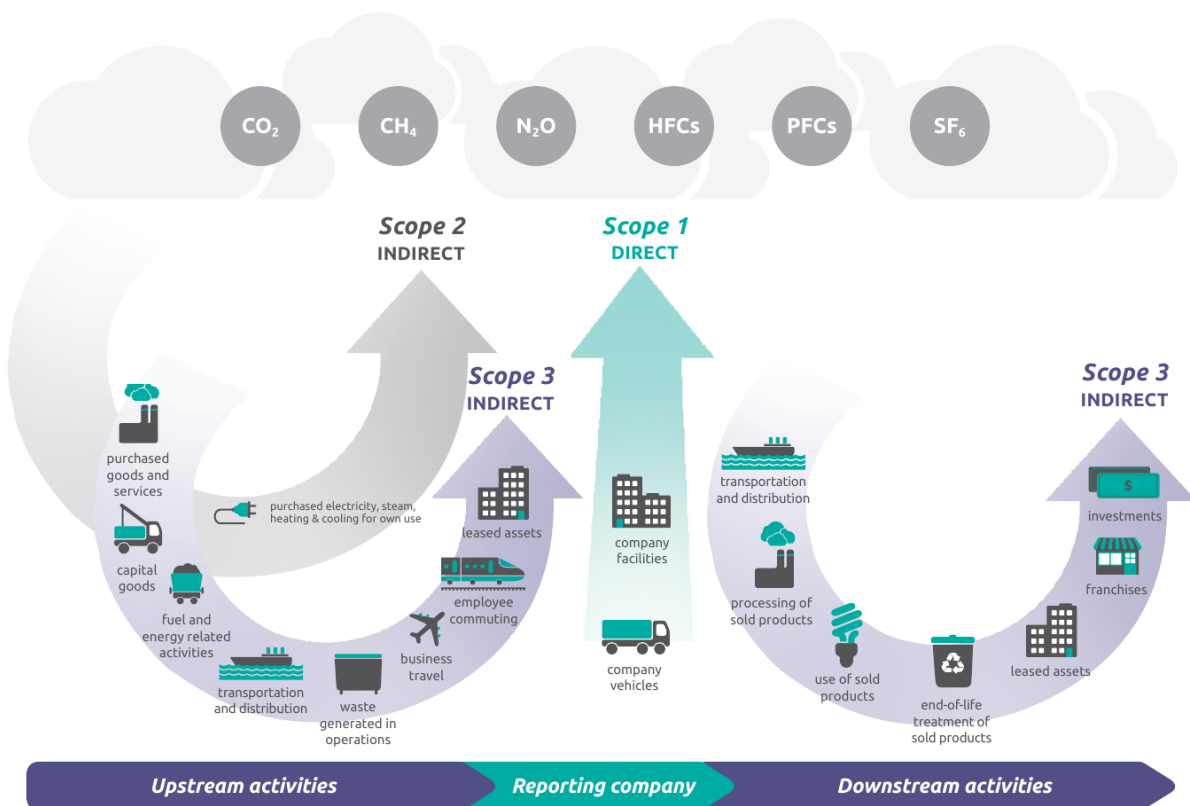 CO₂
CH₄
N₂O
HFCs
PFCs
SF₆
Scope 2
INDIRECT
Scope 1
DIRECT
Scope 3
INDIRECT
Scope 3
INDIRECT
purchased
goods and
services
capital
goods
fuel and
energy related
activities
transportation
and distribution
waste
generated in
operations
business
travel
employee
commuting
leased assets
purchased electricity, steam,
heating & cooling for own use
company
facilities
company
vehicles
transportation
and distribution
processing of
sold products
use of sold
products
end-of-life
treatment of
sold products
leased assets
franchises
$
investments
Upstream activities
Reporting company
Downstream activities